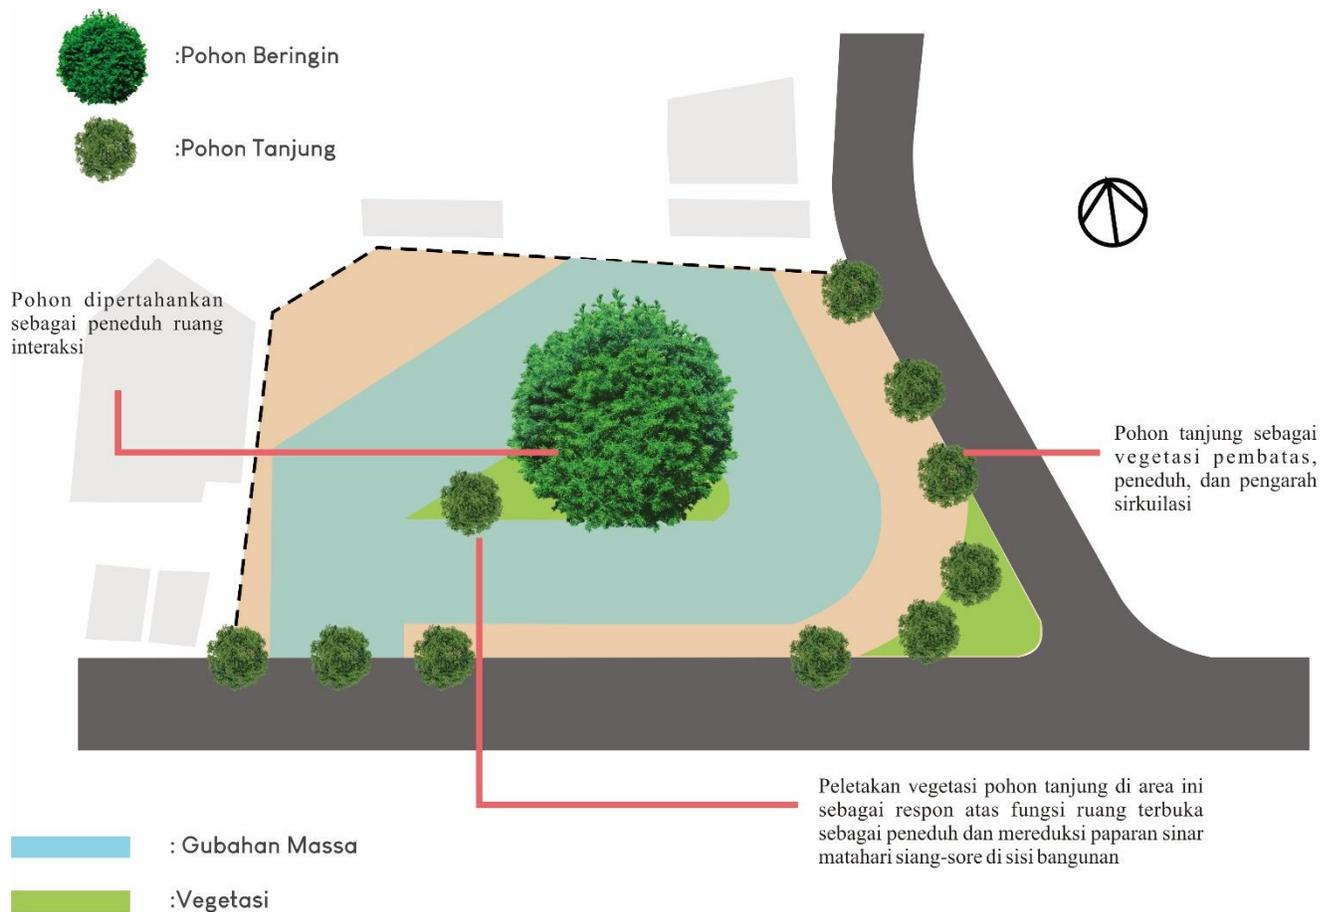 :Pohon Beringin
:Pohon Tanjung
Pohon dipertahankan
sebagai peneduh ruang
interaksi
Pohon tanjung sebagai
vegetasi pembatas,
peneduh, dan pengarah
sirkuilasi
Peletakan vegetasi pohon tanjung di area ini
sebagai respon atas fungsi ruang terbuka
sebagai peneduh dan mereduksi paparan sinar
matahari siang-sore di sisi bangunan
: Gubahan Massa
:Vegetasi